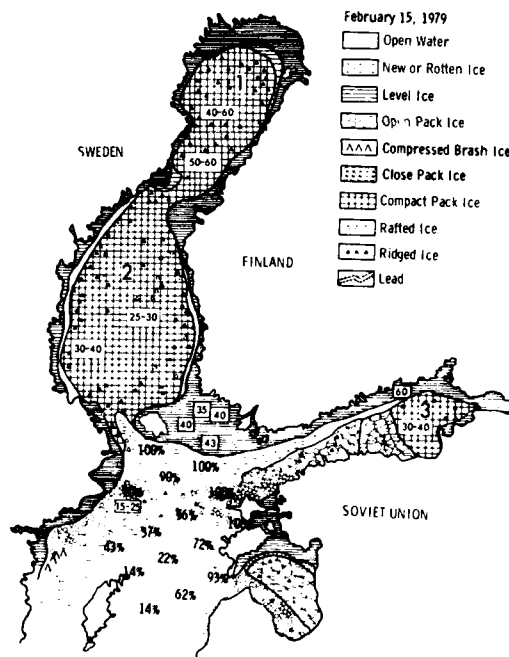 February 15, 1979
Open Water
New or Rotten Ice
Level Ice
Open Pack Ice
Compressed Brash Ice
Close Pack Ice
Compact Pack Ice
Rafted Ice
Ridged Ice
Lead
1
40-60
SWEDEN
50-60
FINLAND
2
25-30
30-40
60
3
30-40
35
40
40
43
100%
100%
90%
SOVIET UNION
15-25
96%
37%
43%
72%
22%
14%
93%
62%
14%